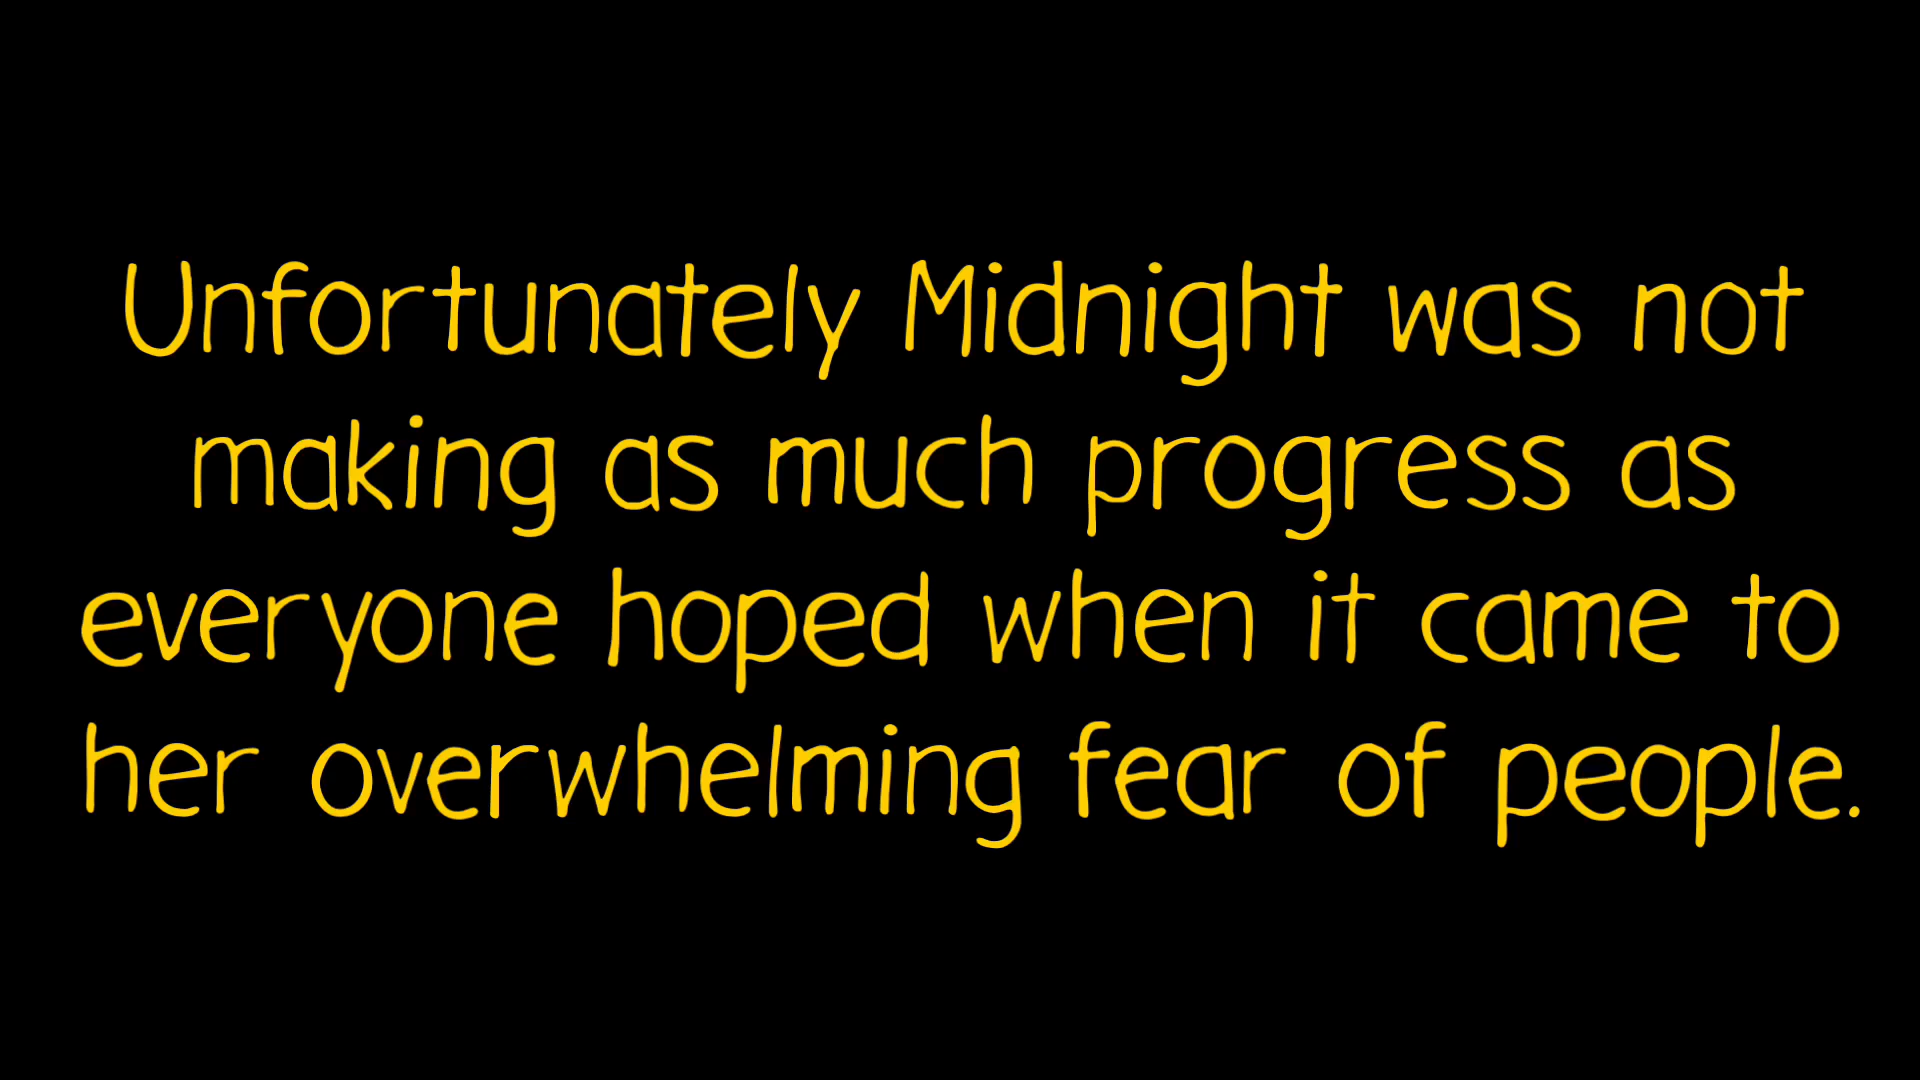 Unfortunately Midnight was not
making as much progress as
everyone hoped when it came to
her overwhelming fear of people.